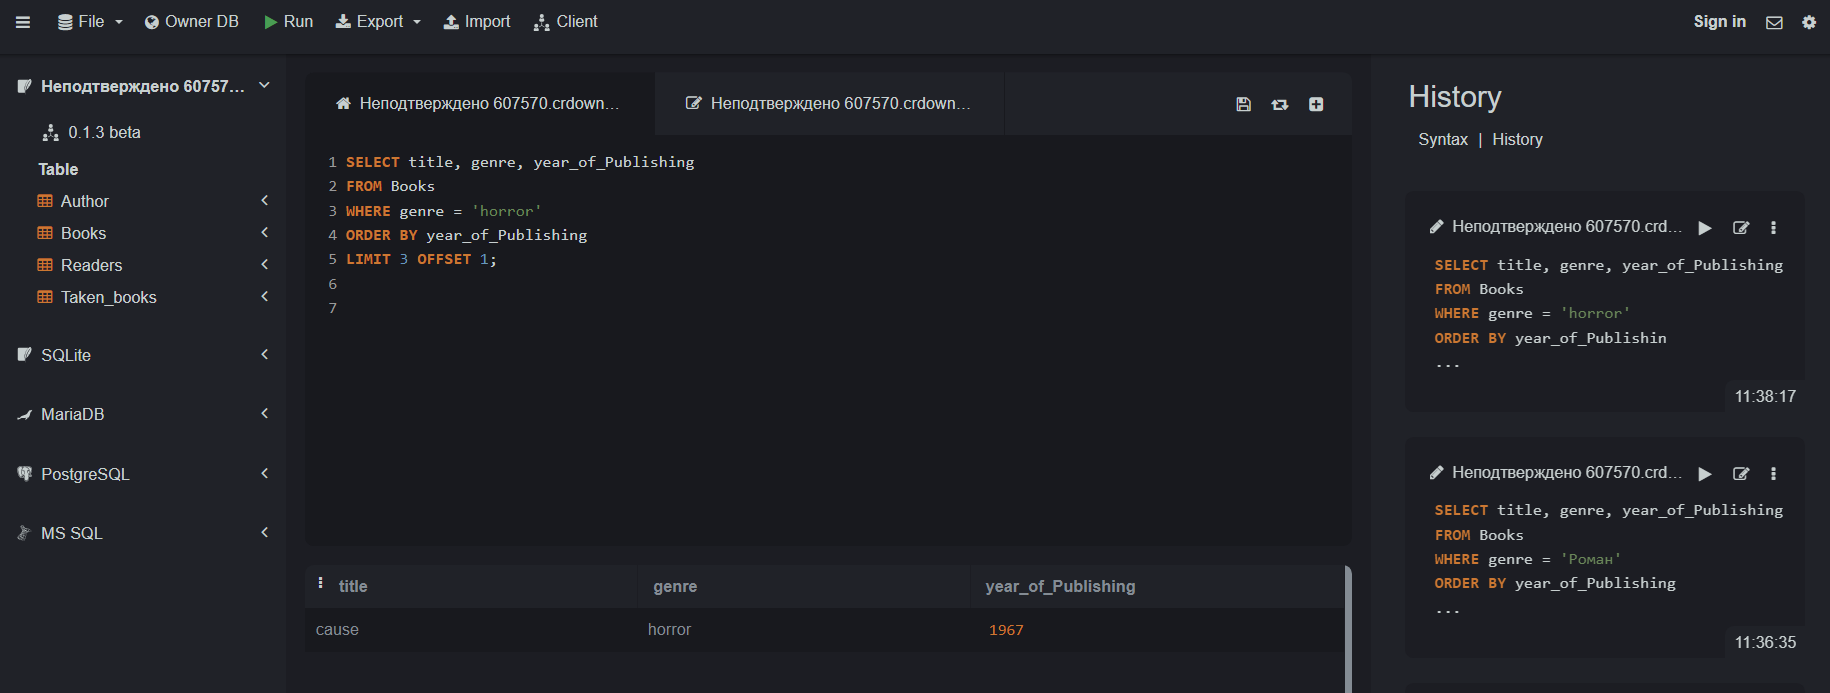 File Owner DB Run Export Import Client Sign in
Неподтверждено 60757...
0.1.3 beta
Table
Author
Books
Readers
Taken_books
SQLite
MariaDB
PostgreSQL
MS SQL
Неподтверждено 607570.crdown... Неподтверждено 607570.crdown...
1 SELECT title, genre, year_of_Publishing
2 FROM Books
3 WHERE genre = 'horror'
4 ORDER BY year_of_Publishing
5 LIMIT 3 OFFSET 1;
6
7
title genre year_of_Publishing
cause horror 1967
History
Syntax | History
Неподтверждено 607570.crd...
SELECT title, genre, year_of_Publishing
FROM Books
WHERE genre = 'horror'
ORDER BY year_of_Publishin
...
11:38:17
Неподтверждено 607570.crd...
SELECT title, genre, year_of_Publishing
FROM Books
WHERE genre = 'Роман'
ORDER BY year_of_Publishing
...
11:36:35